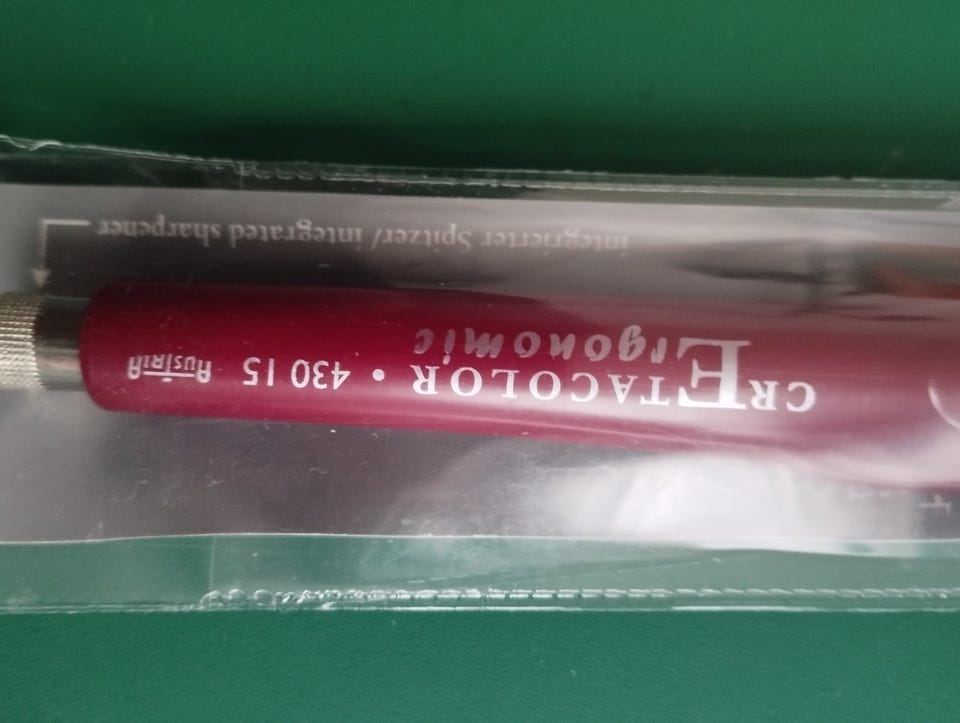 CRETACOLOR • 430 15 AUSTRIA
Ergonomic
integrierter Spitzer/ integrated sharpener